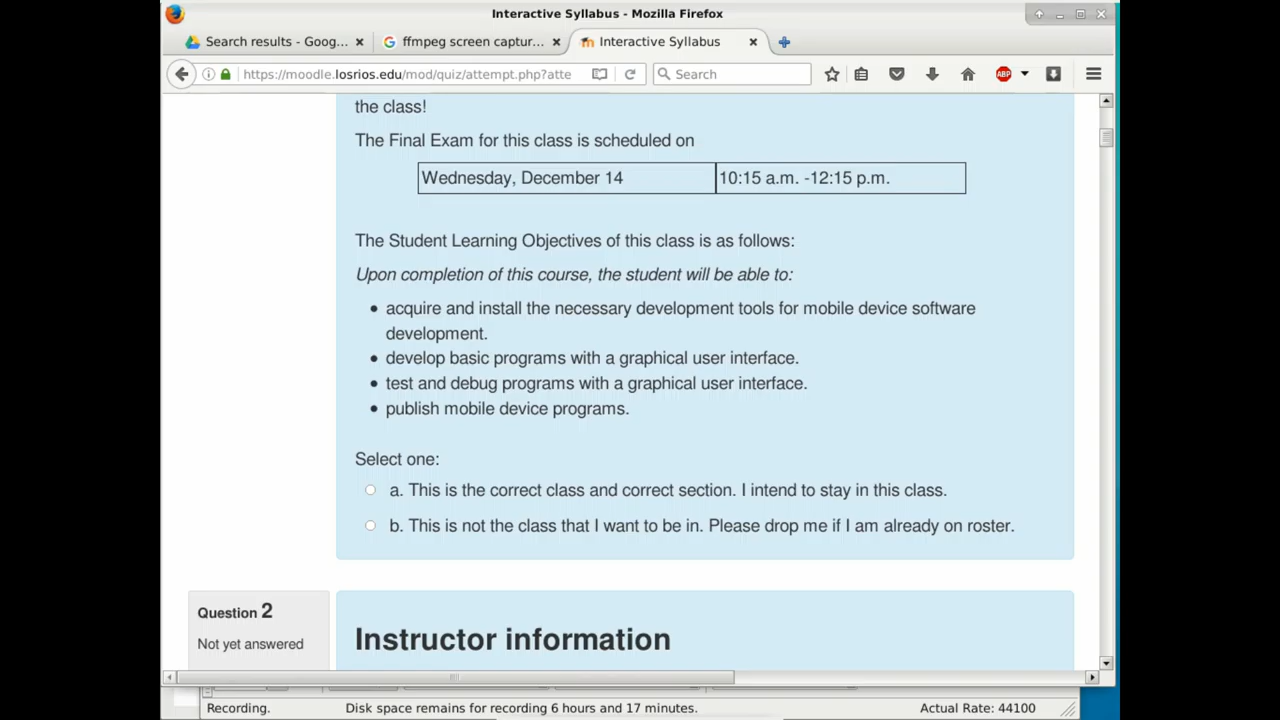 Interactive Syllabus - Mozilla Firefox
Search results - Goog...
ffmpeg screen captur...
Interactive Syllabus
https://moodle.losrios.edu/mod/quiz/attempt.php?atte
Search
ABP
the class!
The Final Exam for this class is scheduled on
Wednesday, December 14 10:15 a.m. -12:15 p.m.
The Student Learning Objectives of this class is as follows:
Upon completion of this course, the student will be able to:
• acquire and install the necessary development tools for mobile device software
development.
• develop basic programs with a graphical user interface.
• test and debug programs with a graphical user interface.
• publish mobile device programs.
Select one:
a. This is the correct class and correct section. I intend to stay in this class.
b. This is not the class that I want to be in. Please drop me if I am already on roster.
Question 2
Not yet answered
Instructor information
Recording. Disk space remains for recording 6 hours and 17 minutes. Actual Rate: 44100